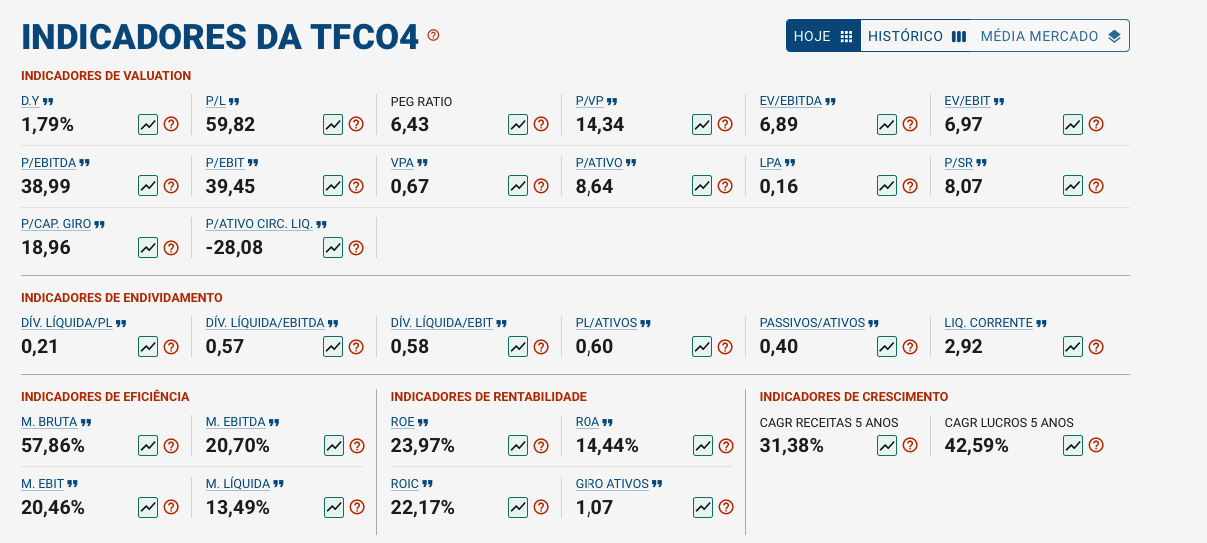 INDICADORES DA TFCO4
HOJE HISTÓRICO MÉDIA MERCADO
INDICADORES DE VALUATION
D.Y P/L PEG RATIO P/VP EV/EBITDA EV/EBIT
1,79% 59,82 6,43 14,34 6,89 6,97
P/EBITDA P/EBIT VPA P/ATIVO LPA P/SR
38,99 39,45 0,67 8,64 0,16 8,07
P/CAP. GIRO P/ATIVO CIRC. LIQ.
18,96 -28,08
INDICADORES DE ENDIVIDAMENTO
DÍV. LÍQUIDA/PL DÍV. LÍQUIDA/EBITDA DÍV. LÍQUIDA/EBIT PL/ATIVOS PASSIVOS/ATIVOS LIQ. CORRENTE
0,21 0,57 0,58 0,60 0,40 2,92
INDICADORES DE EFICIÊNCIA INDICADORES DE RENTABILIDADE INDICADORES DE CRESCIMENTO
M. BRUTA M. EBITDA ROE ROA CAGR RECEITAS 5 ANOS CAGR LUCROS 5 ANOS
57,86% 20,70% 23,97% 14,44% 31,38% 42,59%
M. EBIT M. LÍQUIDA ROIC GIRO ATIVOS
20,46% 13,49% 22,17% 1,07